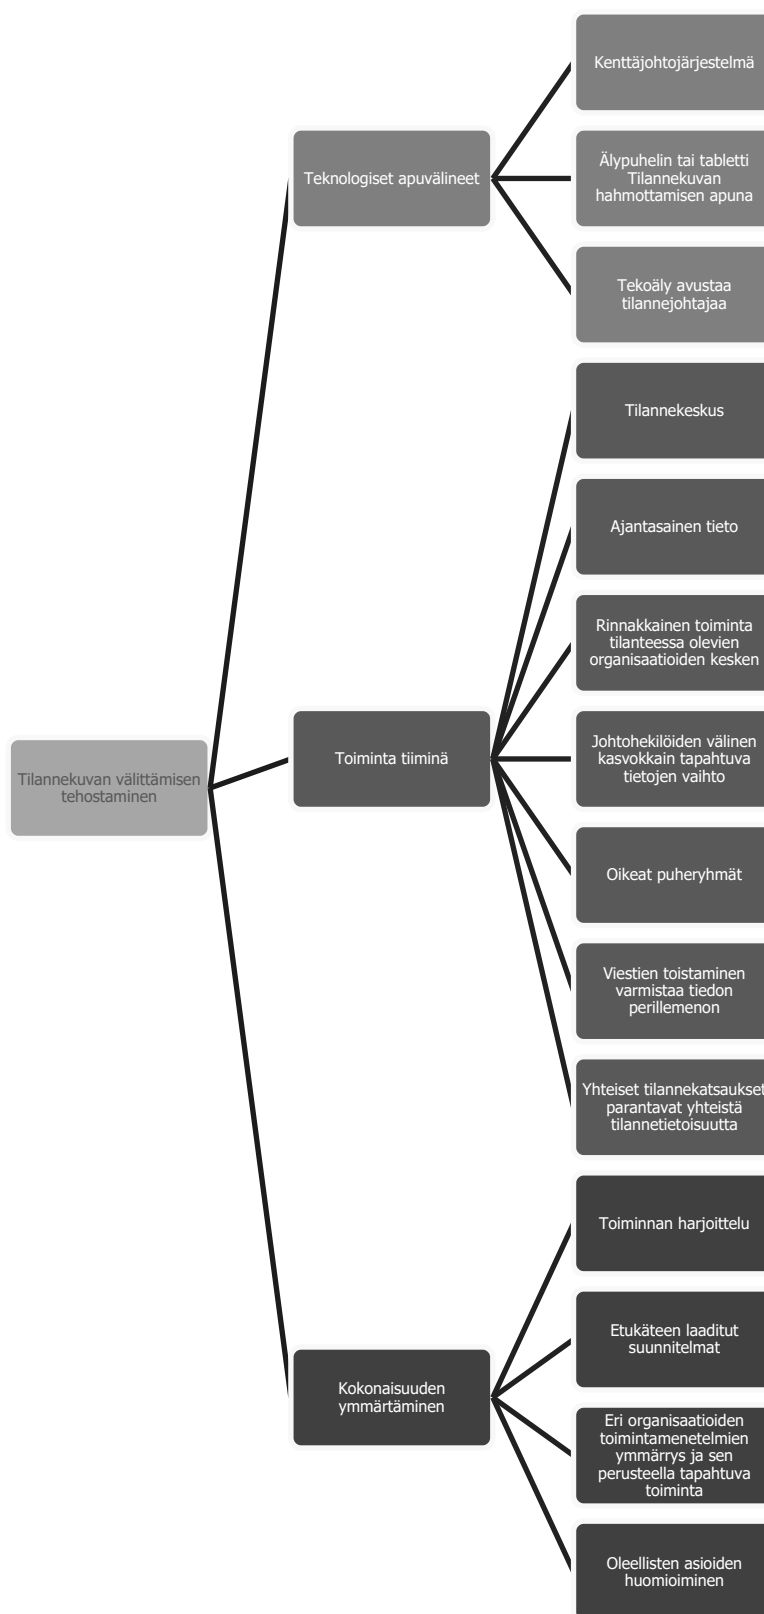 Kenttäjohtojärjestelmä
Teknologiset apuvälineet
Älypuhelin tai tabletti
Tilannekuvan
hahmottamisen apuna
Tekoäly avustaa
tilannejohtajaa
Tilannekeskus
Ajantasainen tieto
Rinnakkainen toiminta
tilanteessa olevien
organisaatioiden kesken
Tilannekuvan välittämisen
tehostaminen
Toiminta tiiminä
Johtohekilöiden välinen
kasvokkain tapahtuva
tietojen vaihto
Oikeat puheryhmät
Viestien toistaminen
varmistaa tiedon
perillemenon
Yhteiset tilannekatsaukset
parantavat yhteistä
tilannetietoisuutta
Toiminnan harjoittelu
Etukäteen laaditut
suunnitelmat
Kokonaisuuden
ymmärtäminen
Eri organisaatioiden
toimintamenetelmien
ymmärrys ja sen
perusteella tapahtuva
toiminta
Oleellisten asioiden
huomioiminen